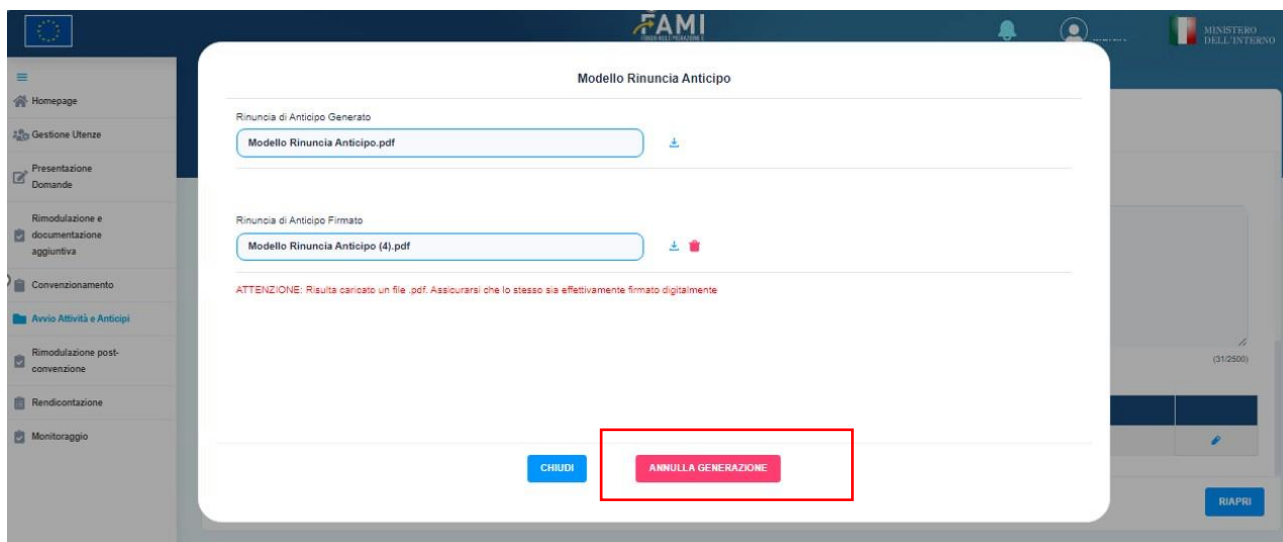 FAMI
MINISTERO
DELL'INTERNO
Modello Rinuncia Anticipo
Homepage
Gestione Utenze
Presentazione
Domande
Rimodulazione e
documentazione
aggiuntiva
Convenzionamento
Avvio Attività e Anticipi
Rimodulazione post-
convenzione
Rendicontazione
Monitoraggio
Rinuncia di Anticipo Generato
Modello Rinuncia Anticipo.pdf
Rinuncia di Anticipo Firmato
Modello Rinuncia Anticipo (4).pdf
ATTENZIONE: Risulta caricato un file .pdf. Assicurarsi che lo stesso sia effettivamente firmato digitalmente
(31/2500)
CHIUDI
ANNULLA GENERAZIONE
RIAPRI